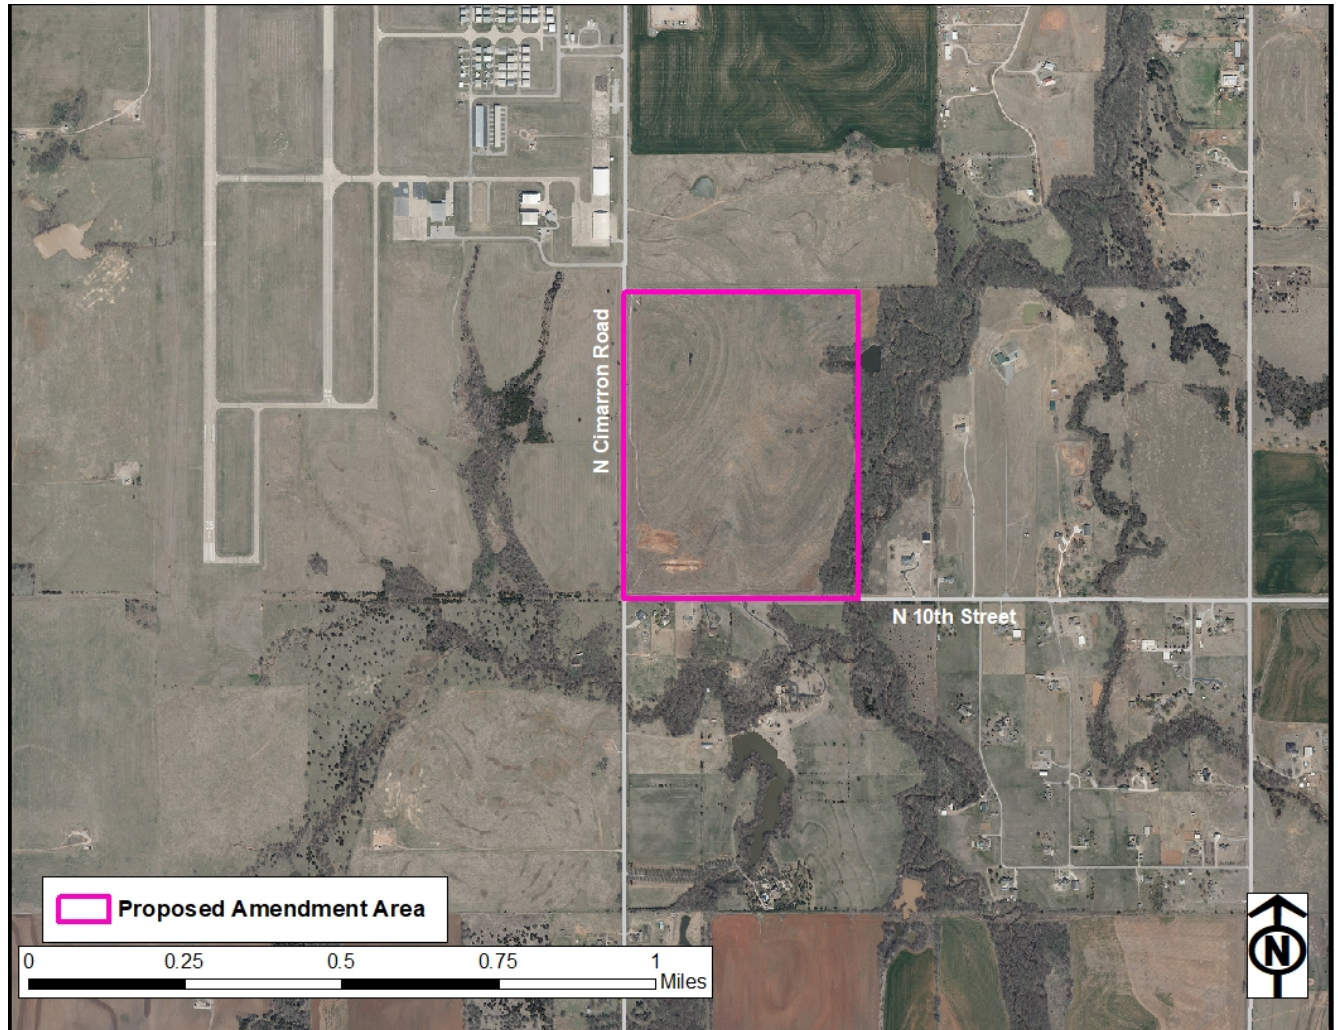 N Cimarron Road
N 10th Street
Proposed Amendment Area
0 0.25 0.5 0.75 1
Miles
N